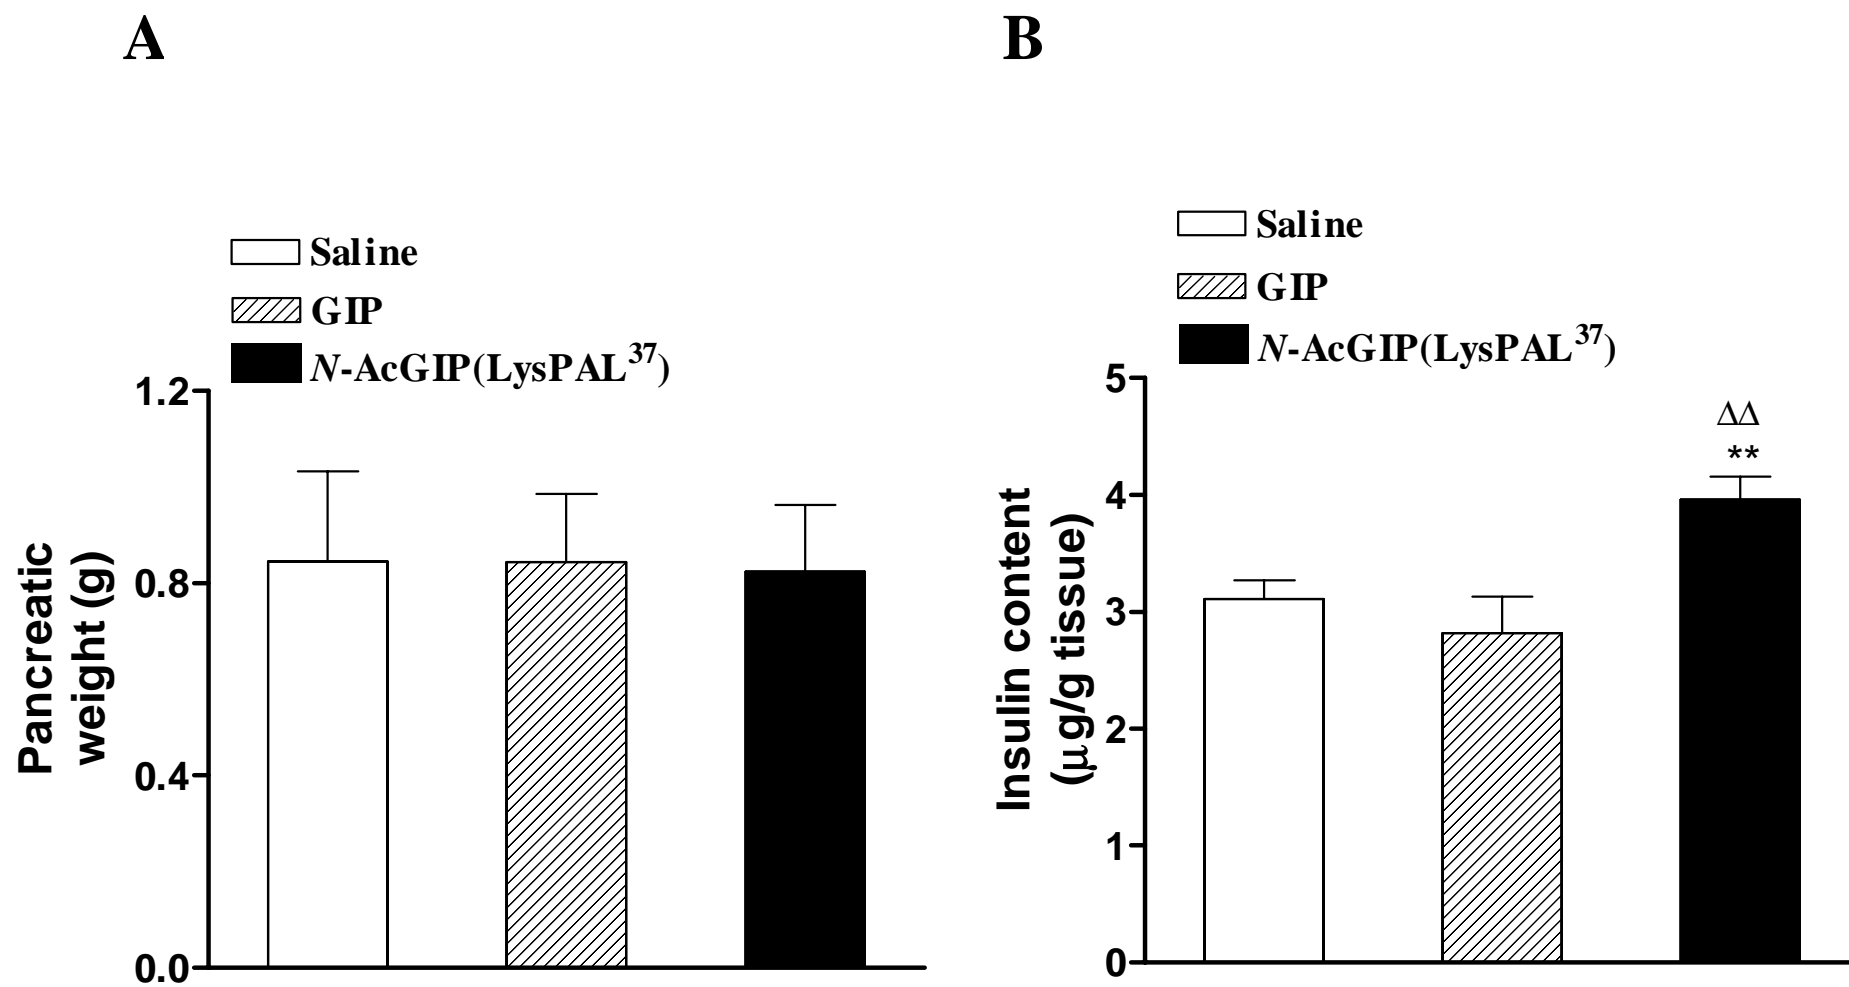 A
Saline
GIP
N-AcGIP(LysPAL³⁷)
Pancreatic
weight (g)
1.2
0.8
0.4
0.0
B
Saline
GIP
N-AcGIP(LysPAL³⁷)
Insulin content
(μg/g tissue)
5
4
3
2
1
0
ΔΔ
**